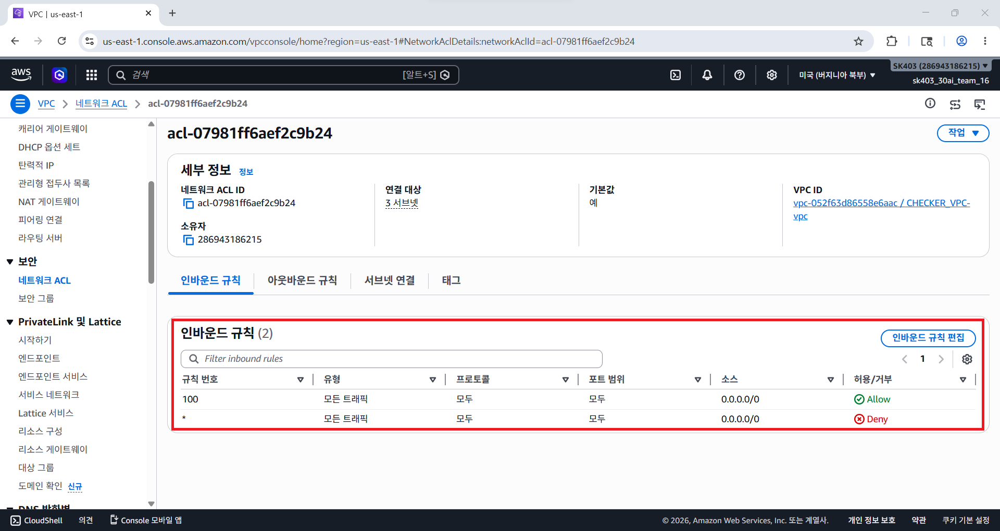 VPC | us-east-1
us-east-1.console.aws.amazon.com/vpcconsole/home?region=us-east-1#NetworkAclDetails:networkAclId=acl-07981ff6aef2c9b24
aws
검색
[알트+S]
미국 (버지니아 북부) ▼
SK403 (286943186215) ▼
sk403_30ai_team_16
VPC > 네트워크 ACL > acl-07981ff6aef2c9b24
캐리어 게이트웨이
DHCP 옵션 세트
탄력적 IP
관리형 접두사 목록
NAT 게이트웨이
피어링 연결
라우팅 서버
보안
네트워크 ACL
보안 그룹
PrivateLink 및 Lattice
시작하기
엔드포인트
엔드포인트 서비스
서비스 네트워크
Lattice 서비스
리소스 구성
리소스 게이트웨이
대상 그룹
도메인 확인 신규
DNS 방화벽
acl-07981ff6aef2c9b24
작업
세부 정보 정보
네트워크 ACL ID
acl-07981ff6aef2c9b24
소유자
286943186215
연결 대상
3 서브넷
기본값
예
VPC ID
vpc-052f63d86558e6aac / CHECKER_VPC-
vpc
인바운드 규칙 아웃바운드 규칙 서브넷 연결 태그
인바운드 규칙 (2)
인바운드 규칙 편집
Filter inbound rules
1
규칙 번호 유형 프로토콜 포트 범위 소스 허용/거부
100 모든 트래픽 모두 모두 0.0.0.0/0 Allow
* 모든 트래픽 모두 모두 0.0.0.0/0 Deny
CloudShell 의견 Console 모바일 앱
© 2026, Amazon Web Services, Inc. 또는 계열사. 개인 정보 보호 약관 쿠키 기본 설정